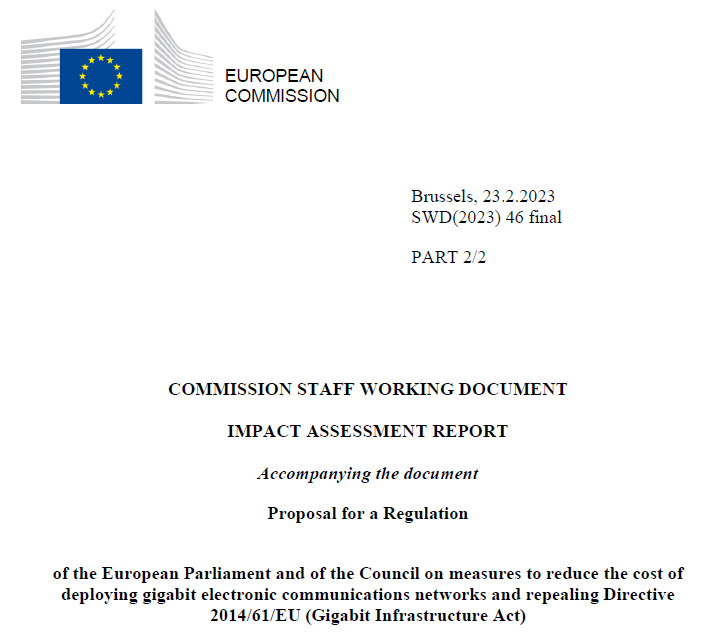 EUROPEAN
COMMISSION
Brussels, 23.2.2023
SWD(2023) 46 final
PART 2/2
COMMISSION STAFF WORKING DOCUMENT
IMPACT ASSESSMENT REPORT
Accompanying the document
Proposal for a Regulation
of the European Parliament and of the Council on measures to reduce the cost of
deploying gigabit electronic communications networks and repealing Directive
2014/61/EU (Gigabit Infrastructure Act)